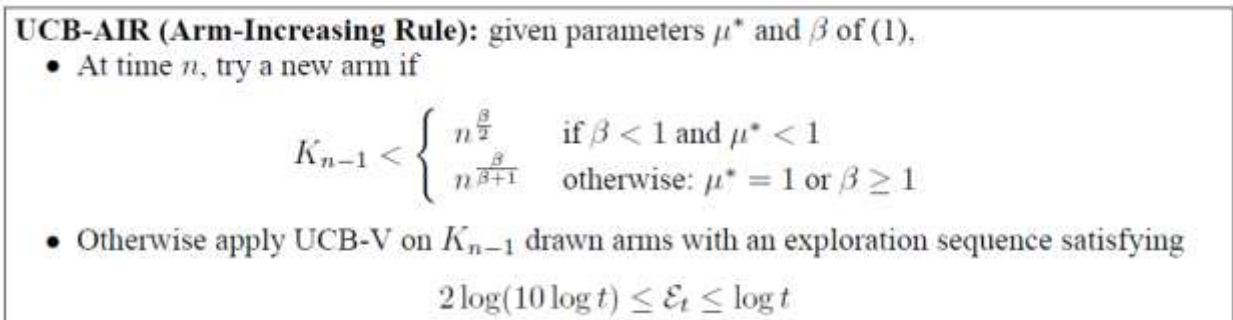 UCB-AIR (Arm-Increasing Rule): given parameters μ* and β of (1),
• At time n, try a new arm if
K_{n−1} < { n^{β/2} if β < 1 and μ* < 1
n^{β/(β+1)} otherwise: μ* = 1 or β ≥ 1
• Otherwise apply UCB-V on K_{n−1} drawn arms with an exploration sequence satisfying
2 log(10 log t) ≤ ℰ_t ≤ log t